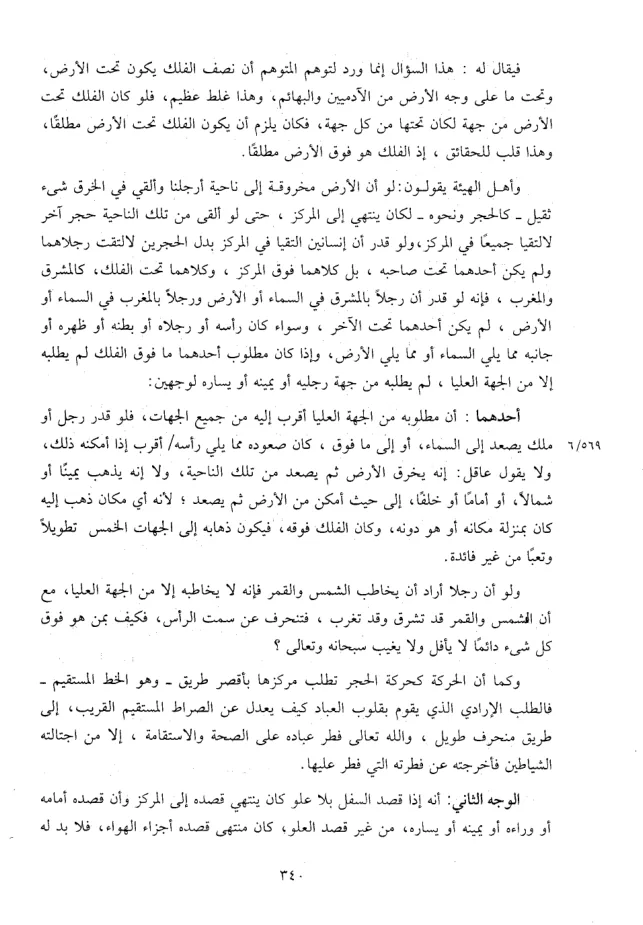 فيقال له : هذا السؤال إنما ورد لتوهم المتوهم أن نصف الفلك يكون تحت الأرض،
وتحت ما على وجه الأرض من الآدميين والبهائم، وهذا غلط عظيم، فلو كان الفلك تحت
الأرض من جهة لكان تحتها من كل جهة، فكان يلزم أن يكون الفلك تحت الأرض مطلقًا،
وهذا قلب للحقائق ، إذ الفلك هو فوق الأرض مطلقًا.
وأهـل الهيئة يقولـون: لو أن الأرض مخروقـة إلى ناحية أرجلنا وألقي في الخرق شىء
ثقيل ـ كالحجر ونحوه ـ لكان ينتهي إلى المركز ، حتى لو ألقى من تلك الناحية حجر آخر
لالتقيا جميعًا في المركز، ولو قدر أن إنسانين التقيا في المركز بدل الحجرين لالتقت رجلاهما
ولم يكن أحدهما تحت صاحبه ، بل كلاهما فوق المركز ، وكلاهما تحت الفلك، كالمشرق
والمغرب ، فإنه لو قدر أن رجلاً بالمشرق في السماء أو الأرض ورجلاً بالمغرب في السماء أو
الأرض ، لم يكن أحدهما تحت الآخر ، وسواء كان رأسه أو رجلاه أو بطنه أو ظهره أو
جانبه مما يلي السماء أو مما يلي الأرض، وإذا كان مطلوب أحدهما ما فوق الفلك لم يطلبه
إلا من الجهة العليا ، لم يطلبه من جهة رجليه أو يمينه أو يساره لوجهين:
أحدهما : أن مطلوبه من الجهة العليا أقرب إليه من جميع الجهات، فلو قدر رجل أو
ملك يصعد إلى السماء، أو إلى ما فوق ، كان صعوده مما يلي رأسه/ أقرب إذا أمكنه ذلك، ٦/٥٦٩
ولا يقول عاقل: إنه يخرق الأرض ثم يصعد من تلك الناحية، ولا إنه يذهب يمينًا أو
شمالاً، أو أمامًا أو خلفًا، إلى حيث أمكن من الأرض ثم يصعد ؛ لأنه أي مكان ذهب إليه
كان بمنزلة مكانه أو هو دونه، وكان الفلك فوقه، فيكون ذهابه إلى الجهات الخمس تطويلاً
وتعبًا من غير فائدة.
ولو أن رجلا أراد أن يخاطب الشمس والقمر فإنه لا يخاطبه إلا من الجهة العليا، مع
أن الشمس والقمر قد تشرق وقد تغرب ، فتنحرف عن سمت الرأس، فكيف بمن هو فوق
كل شىء دائمًا لا يأفل ولا يغيب سبحانه وتعالى ؟
وكما أن الحركة كحركة الحجر تطلب مركزها بأقصر طريق ـ وهو الخط المستقيم ـ
فالطلب الإرادي الذي يقوم بقلوب العباد كيف يعدل عن الصراط المستقيم القريب، إلى
طريق منحرف طويل ، والله تعالى فطر عباده على الصحة والاستقامة ، إلا من اجتالته
الشياطين فأخرجته عن فطرته التي فطر عليها.
الوجه الثاني: أنه إذا قصد السفل بلا علو كان ينتهي قصده إلى المركز وأن قصده أمامه
أو وراءه أو يمينه أو يساره، من غير قصد العلو، كان منتهى قصده أجزاء الهواء، فلا بد له
٣٤٠